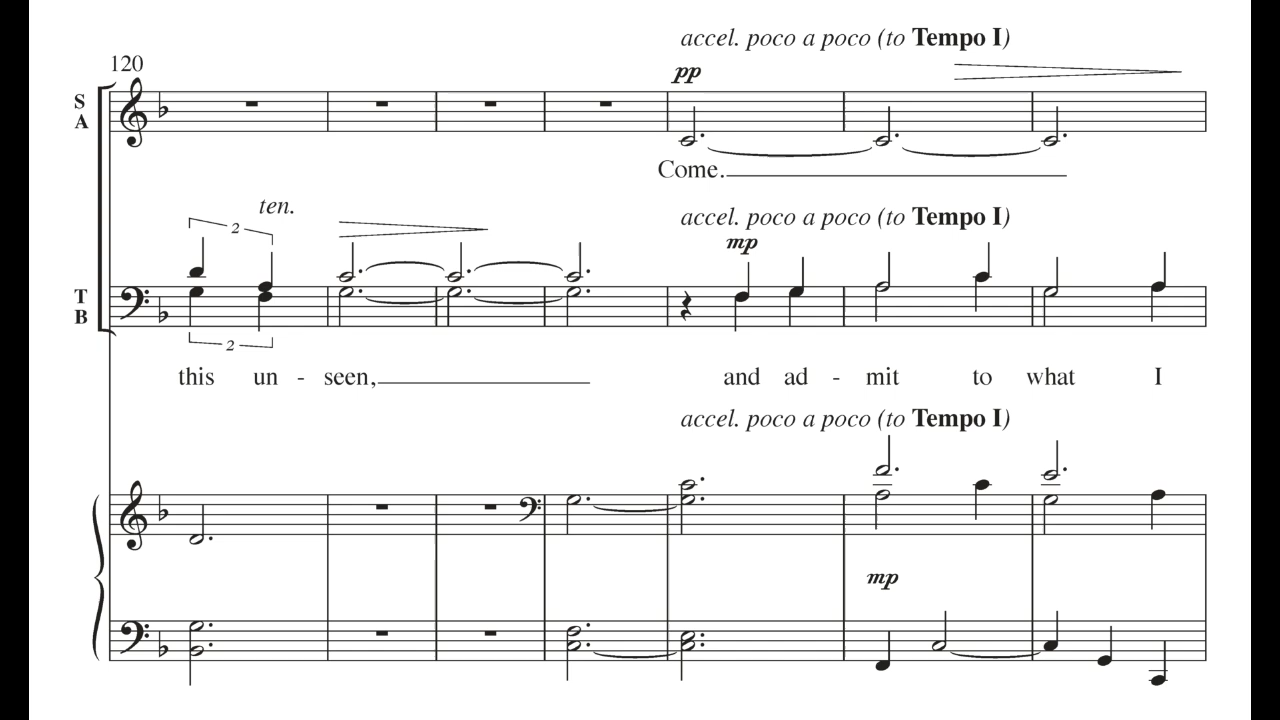 accel. poco a poco (to Tempo I)
120
pp
S
A
Come.
ten.
accel. poco a poco (to Tempo I)
2
mp
T
B
2
this un - seen, and ad - mit to what I
accel. poco a poco (to Tempo I)
mp